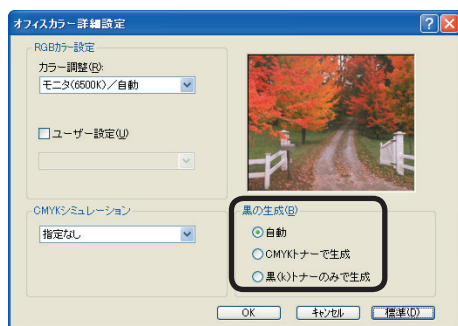 オフィスカラー詳細設定
RGBカラー設定
カラー調整(R):
モニタ(6500K)/自動
ユーザー設定(U)
CMYKシミュレーション
指定なし
黒の生成(B)
自動
CMYKトナーで生成
黒(k)トナーのみで生成
OK キャンセル 標準(D)